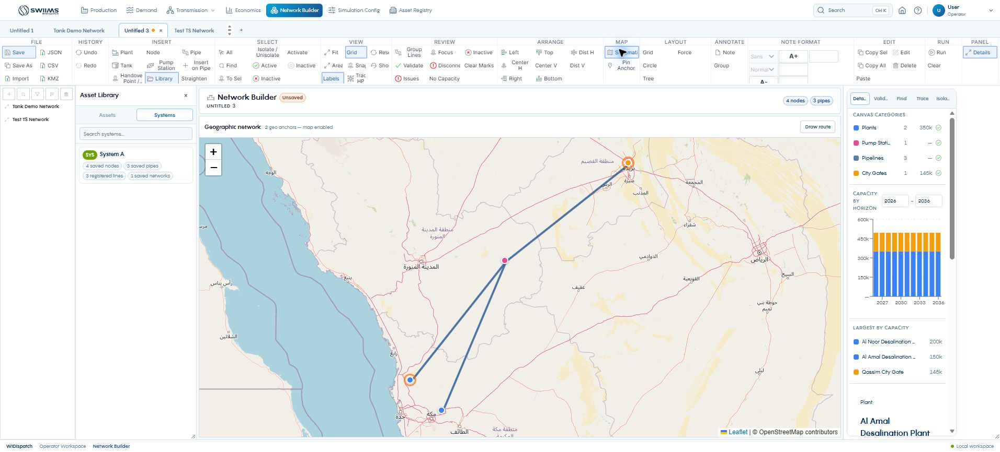 SWIIMS
WIDispatch
Production
Demand
Transmission
Economics
Network Builder
Simulation Config
Asset Registry
Search
Ctrl K
U
User
Operator
Untitled 1
Tank Demo Network
Untitled 3
×
Test TS Network
+
FILE
HISTORY
INSERT
SELECT
VIEW
REVIEW
ARRANGE
MAP
LAYOUT
ANNOTATE
NOTE FORMAT
EDIT
RUN
PANEL
Save
JSON
Save As
CSV
Import
KMZ
Undo
Redo
Plant
Node
Pipe
Tank
Pump
Station
Insert
on Pipe
Handove
Point /..
Library
Straighten
All
Isolate /
Unisolate
Activate
Find
Active
Inactive
To Sel
Inactive
Fit
Grid
Rese
Area
Snap
Sho
Labels
Trac
HP
Group
Lines
Focus
Inactive
Validate
Disconne
Clear Marks
Issues
No Capacity
Left
Top
Dist H
Center
H
Center V
Dist V
Right
Bottom
Pin
Anchor
Grid
Force
Circle
Tree
Note
Group
Sans
A+
Normal
A-
Copy Sel
Edit
Copy All
Delete
Paste
Run
Clear
Details
Tank Demo Network
Test TS Network
Asset Library
×
Assets
Systems
Search systems...
SYS
System A
4 saved nodes
3 saved pipes
3 registered lines
1 saved networks
Network Builder
Unsaved
UNTITLED 3
4 nodes
3 pipes
Geographic network
2 geo anchors — map enabled
Draw route
+
−
منطقة القصيم
بريدة
الوجه
عنيزة
الرس
المجمعة
المذنب
شقراء
منطقة المدينة
المنورة
الدوادمي
الرياض
المدينة المنورة
السيح
ينبع
القويعية
رأس بناس
عفيف
حوطة بني
تميم
الشلاتين
رابغ
ليلى
مكة
جدة
الطائف
منطقة مكة
المكرمة
Leaflet | © OpenStreetMap contributors
Deta...
Valid...
Find
Trace
Isola...
CANVAS CATEGORIES
Plants 2 350k
Pump Stati... 1 —
Pipelines 3 —
City Gates 1 145k
CAPACITY
BY
HORIZON
2026
–
2036
600k
450k
300k
150k
—
2027 2030 2033 2036
LARGEST BY CAPACITY
Al Noor Desalination ... 200k
Al Amal Desalination ... 150k
Qassim City Gate 145k
Plant
Al Amal
Desalination Plant
WIDispatch · Operator Workspace · Network Builder
Local workspace